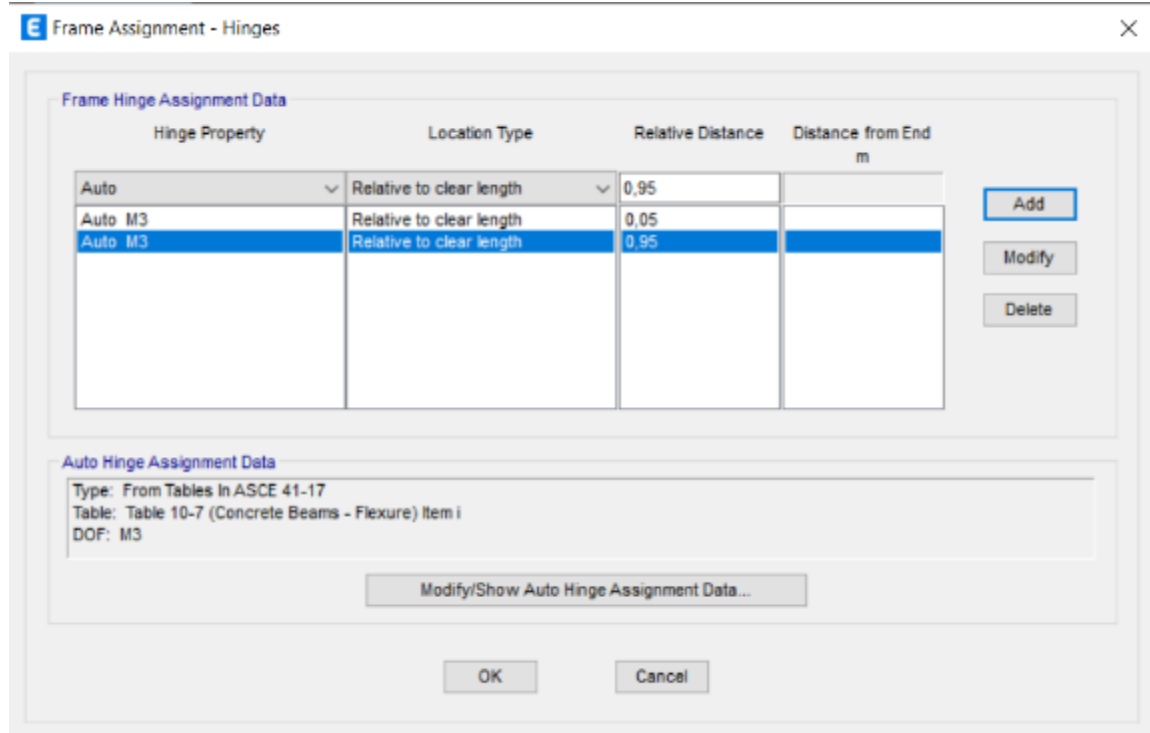 E Frame Assignment - Hinges
Frame Hinge Assignment Data
Hinge Property Location Type Relative Distance Distance from End
m
Auto Relative to clear length 0,95
Add
Auto M3 Relative to clear length 0,05
Auto M3 Relative to clear length 0,95
Modify
Delete
Auto Hinge Assignment Data
Type: From Tables In ASCE 41-17
Table: Table 10-7 (Concrete Beams - Flexure) Item i
DOF: M3
Modify/Show Auto Hinge Assignment Data...
OK Cancel